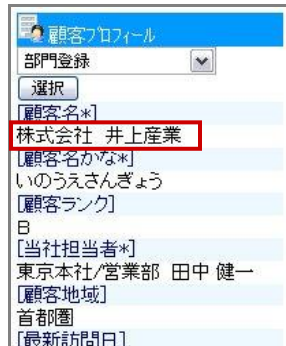 顧客プロフィール
部門登録
選択
[顧客名*]
株式会社 井上産業
[顧客名かな*]
いのうえさんぎょう
[顧客ランク]
B
[当社担当者*]
東京本社/営業部 田中 健一
[顧客地域]
首都圏
[最新訪問日]